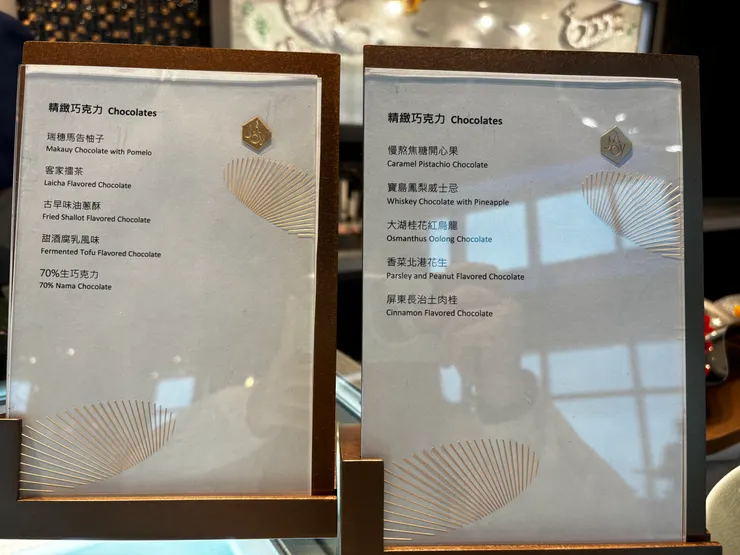 精緻巧克力 Chocolates
瑞穗馬告柚子
Makauy Chocolate with Pomelo
客家擂茶
Laicha Flavored Chocolate
古早味油蔥酥
Fried Shallot Flavored Chocolate
甜酒腐乳風味
Fermented Tofu Flavored Chocolate
70%生巧克力
70% Nama Chocolate
精緻巧克力 Chocolates
慢熬焦糖開心果
Caramel Pistachio Chocolate
寶島鳳梨威士忌
Whiskey Chocolate with Pineapple
大湖桂花紅烏龍
Osmanthus Oolong Chocolate
香菜北港花生
Parsley and Peanut Flavored Chocolate
屏東長治土肉桂
Cinnamon Flavored Chocolate